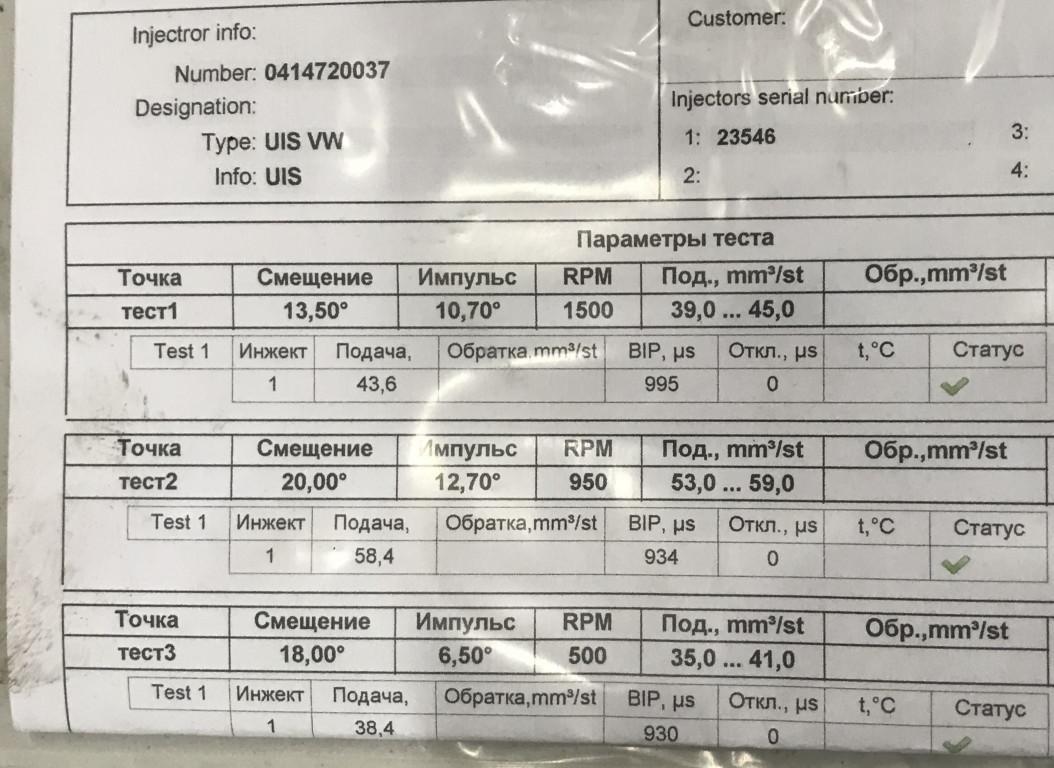 Injectror info:
Number: 0414720037
Designation:
Type: UIS VW
Info: UIS
Customer:
Injectors serial number:
1: 23546 3:
2: 4:
Параметры теста
Точка Смещение Импульс RPM Под., mm³/st Обр.,mm³/st
тест1 13,50° 10,70° 1500 39,0 ... 45,0
Test 1 Инжект Подача, Обратка,mm³/st BIP, µs Откл., µs t,°C Статус
1 43,6 995 0
Точка Смещение Импульс RPM Под., mm³/st Обр.,mm³/st
тест2 20,00° 12,70° 950 53,0 ... 59,0
Test 1 Инжект Подача, Обратка,mm³/st BIP, µs Откл., µs t,°C Статус
1 58,4 934 0
Точка Смещение Импульс RPM Под., mm³/st Обр.,mm³/st
тест3 18,00° 6,50° 500 35,0 ... 41,0
Test 1 Инжект Подача, Обратка,mm³/st BIP, µs Откл., µs t,°C Статус
1 38,4 930 0